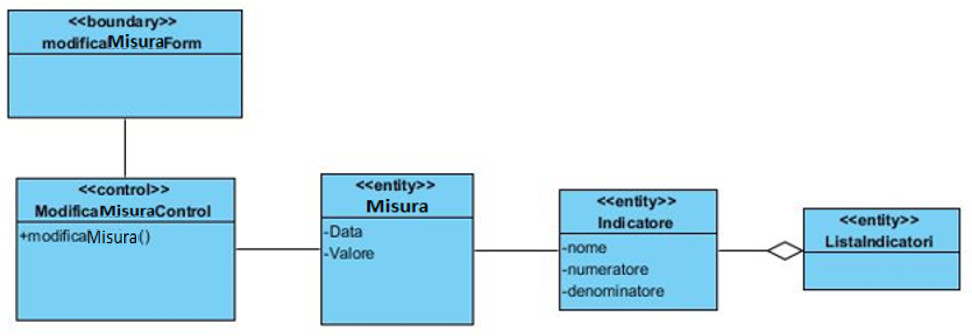 <<boundary>>
modificaMisuraForm
<<control>>
ModificaMisuraControl
+modificaMisura()
<<entity>>
Misura
-Data
-Valore
<<entity>>
Indicatore
-nome
-numeratore
-denominatore
<<entity>>
ListaIndicatori